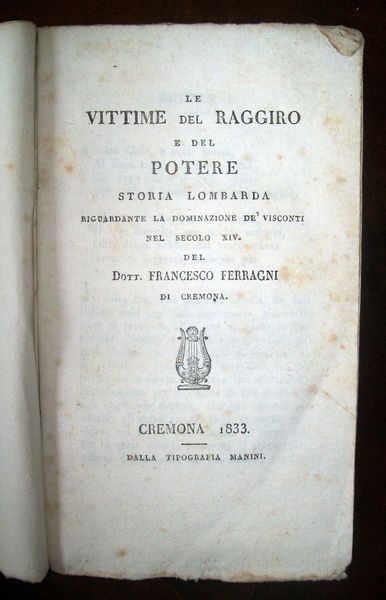 LE
VITTIME DEL RAGGIRO
E DEL
POTERE
STORIA LOMBARDA
RIGUARDANTE LA DOMINAZIONE DE' VISCONTI
NEL SECOLO XIV.
DEL
DOTT. FRANCESCO FERRAGNI
DI CREMONA.
CREMONA 1833.
DALLA TIPOGRAFIA MANINI.